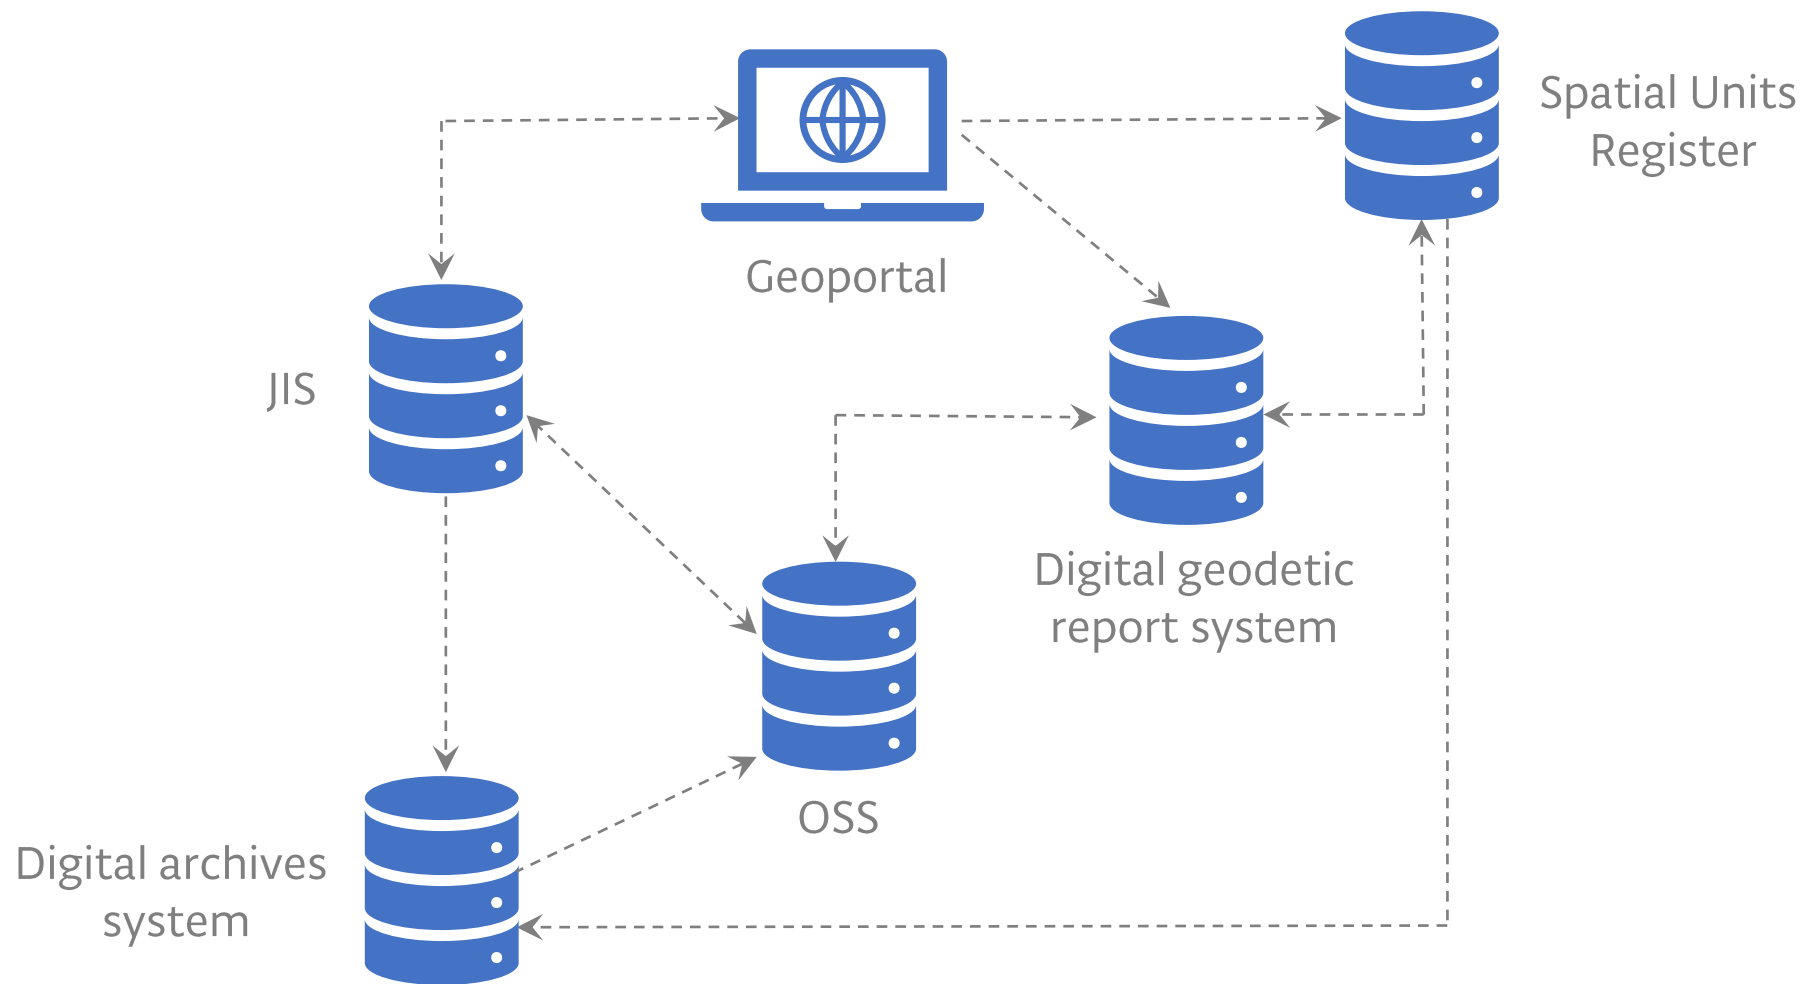 Spatial Units
Register
Geoportal
JIS
Digital geodetic
report system
OSS
Digital archives
system